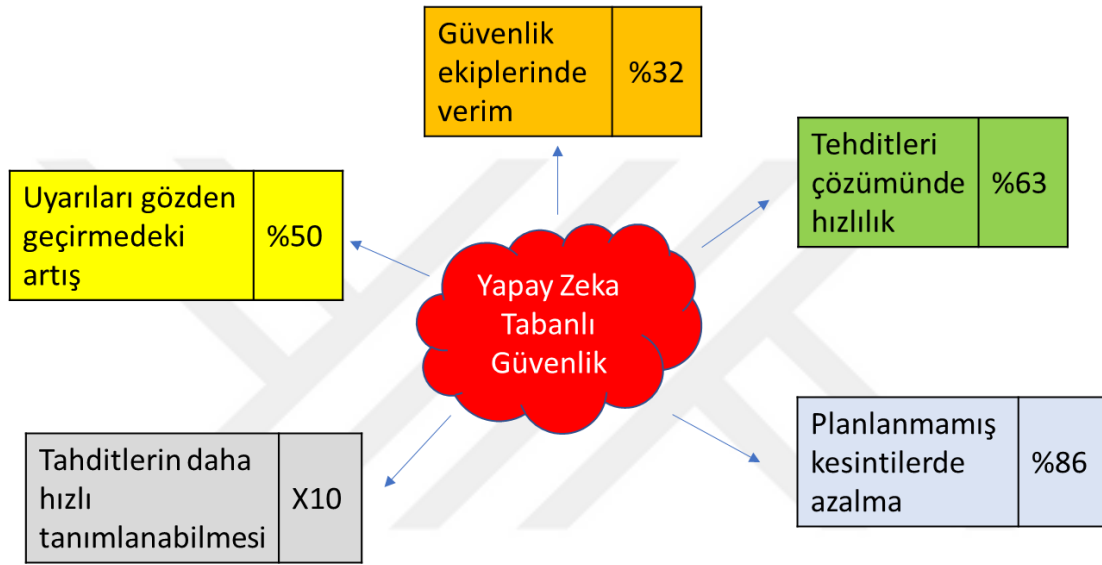 Güvenlik
ekiplerinde
verim
%32
Tehditleri
çözümünde
hızlılık
%63
Uyarıları gözden
geçirmedeki
artış
%50
Yapay Zeka
Tabanlı
Güvenlik
Planlanmamış
kesintilerde
azalma
%86
Tahditlerin daha
hızlı
tanımlanabilmesi
X10